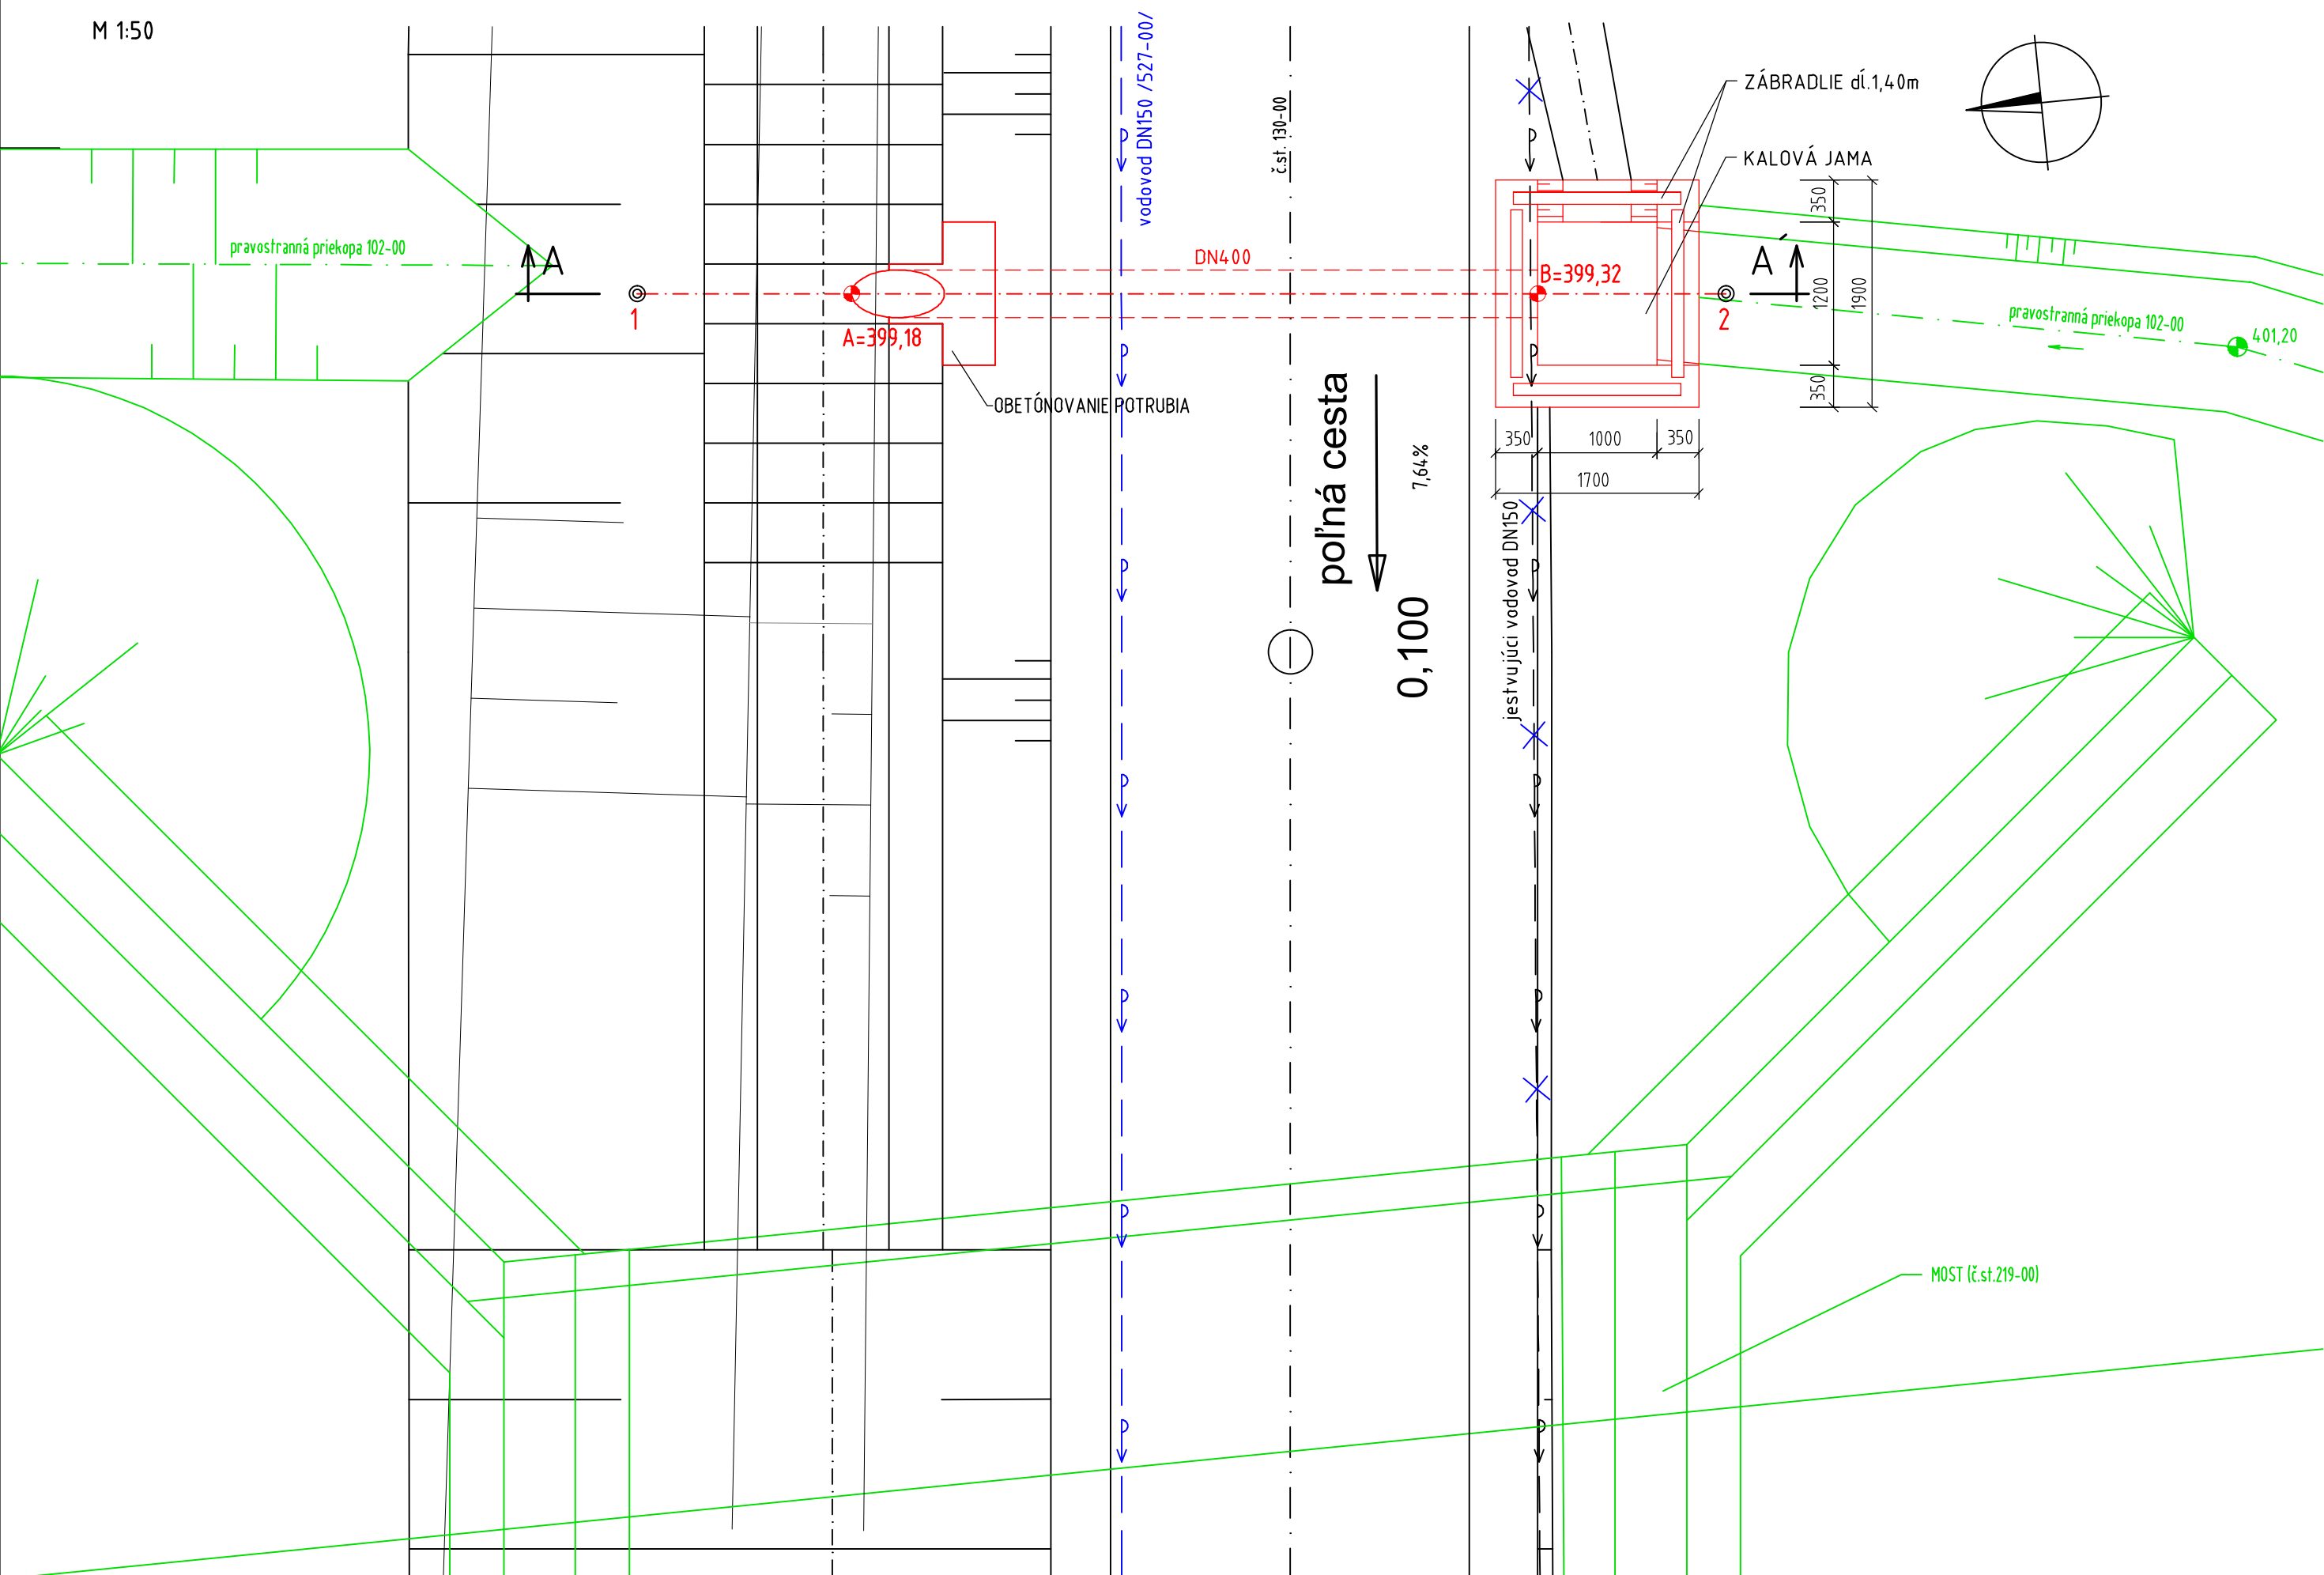 M 1:50
vodovod DN150 /527-00/
č.st. 130-00
ZÁBRADLIE dĺ.1,40m
KALOVÁ JAMA
pravostranná priekopa 102-00
A
A´
DN400
B=399,32
1
2
A=399,18
OBETÓNOVANIE POTRUBIA
350
1200
1900
350
pravostranná priekopa 102-00
401,20
350
1000
350
1700
poľná cesta
7,64%
0,100
jestvujúci vodovod DN150
MOST (č.st.219-00)